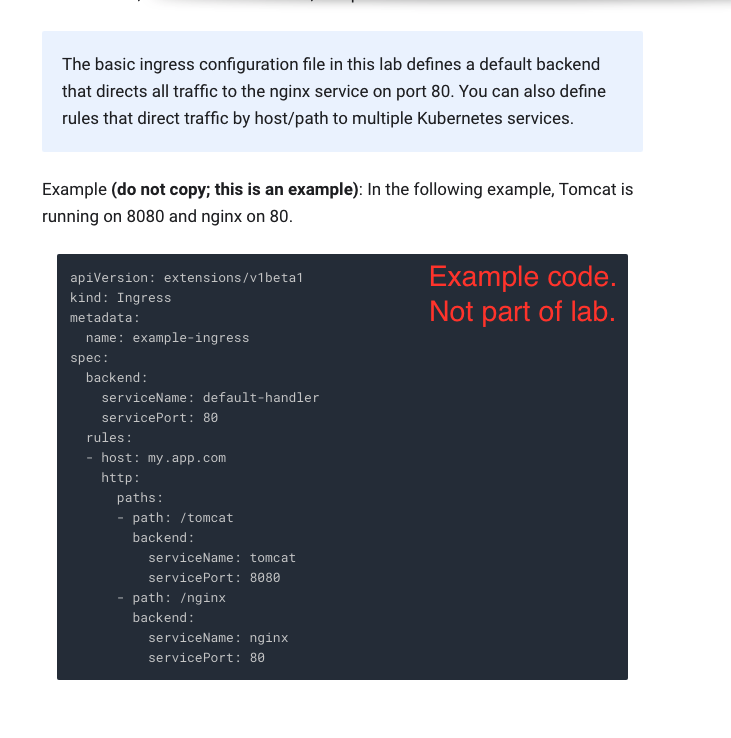 The basic ingress configuration file in this lab defines a default backend
that directs all traffic to the nginx service on port 80. You can also define
rules that direct traffic by host/path to multiple Kubernetes services.
Example (do not copy; this is an example): In the following example, Tomcat is
running on 8080 and nginx on 80.
Example code.
Not part of lab.
apiVersion: extensions/v1beta1
kind: Ingress
metadata:
  name: example-ingress
spec:
  backend:
    serviceName: default-handler
    servicePort: 80
  rules:
  - host: my.app.com
    http:
      paths:
      - path: /tomcat
        backend:
          serviceName: tomcat
          servicePort: 8080
      - path: /nginx
        backend:
          serviceName: nginx
          servicePort: 80